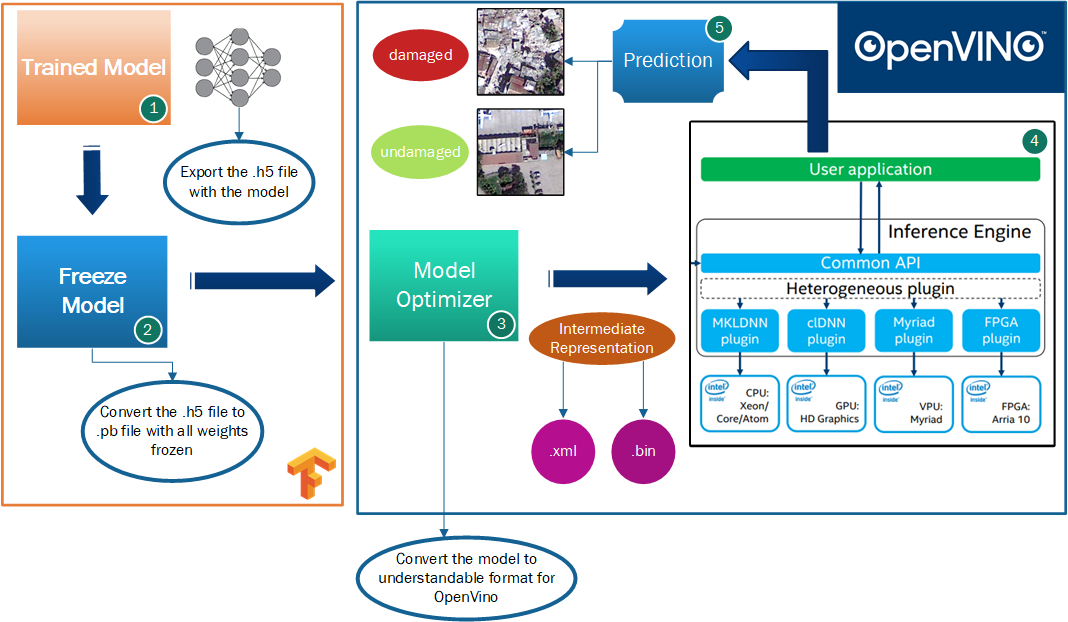 Trained Model
1
Export the .h5 file
with the model
Freeze
Model
2
Convert the .h5 file to
.pb file with all weights
frozen
damaged
undamaged
Prediction
5
OpenVINO™
Model
Optimizer
3
Intermediate
Representation
.xml
.bin
Convert the model to
understandable format for
OpenVino
4
User application
Inference Engine
Common API
Heterogeneous plugin
MKLDNN
plugin
clDNN
plugin
Myriad
plugin
FPGA
plugin
intel
inside
CPU:
Xeon/
Core/Atom
intel
inside
GPU:
HD Graphics
intel
inside
VPU:
Myriad
intel
inside
FPGA:
Arria 10